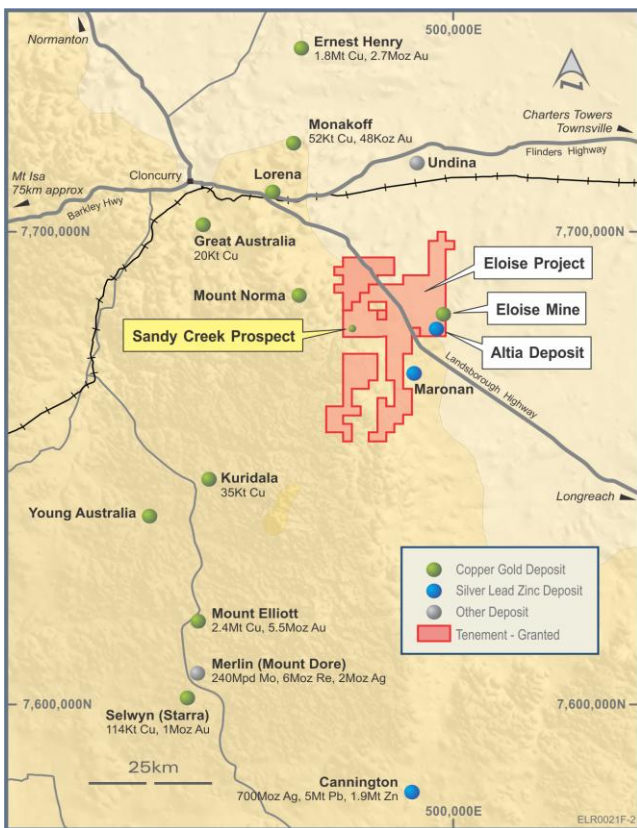 Normanton
500,000E
Ernest Henry
1.8Mt Cu, 2.7Moz Au
N
Charters Towers
Townsville
Monakoff
52Kt Cu, 48Koz Au
Undina
Flinders Highway
Mt Isa
75km approx
Cloncurry
Lorena
Barkley Hwy
7,700,000N
7,700,000N
Great Australia
20Kt Cu
Eloise Project
Mount Norma
Eloise Mine
Sandy Creek Prospect
Altia Deposit
Maronan
Landsborough Highway
Kuridala
35Kt Cu
Longreach
Young Australia
Copper Gold Deposit
Silver Lead Zinc Deposit
Other Deposit
Tenement - Granted
Mount Elliott
2.4Mt Cu, 5.5Moz Au
Merlin (Mount Dore)
240Mpd Mo, 6Moz Re, 2Moz Ag
7,600,000N
7,600,000N
Selwyn (Starra)
114Kt Cu, 1Moz Au
25km
Cannington
700Moz Ag, 5Mt Pb, 1.9Mt Zn
500,000E
ELR0021F-2